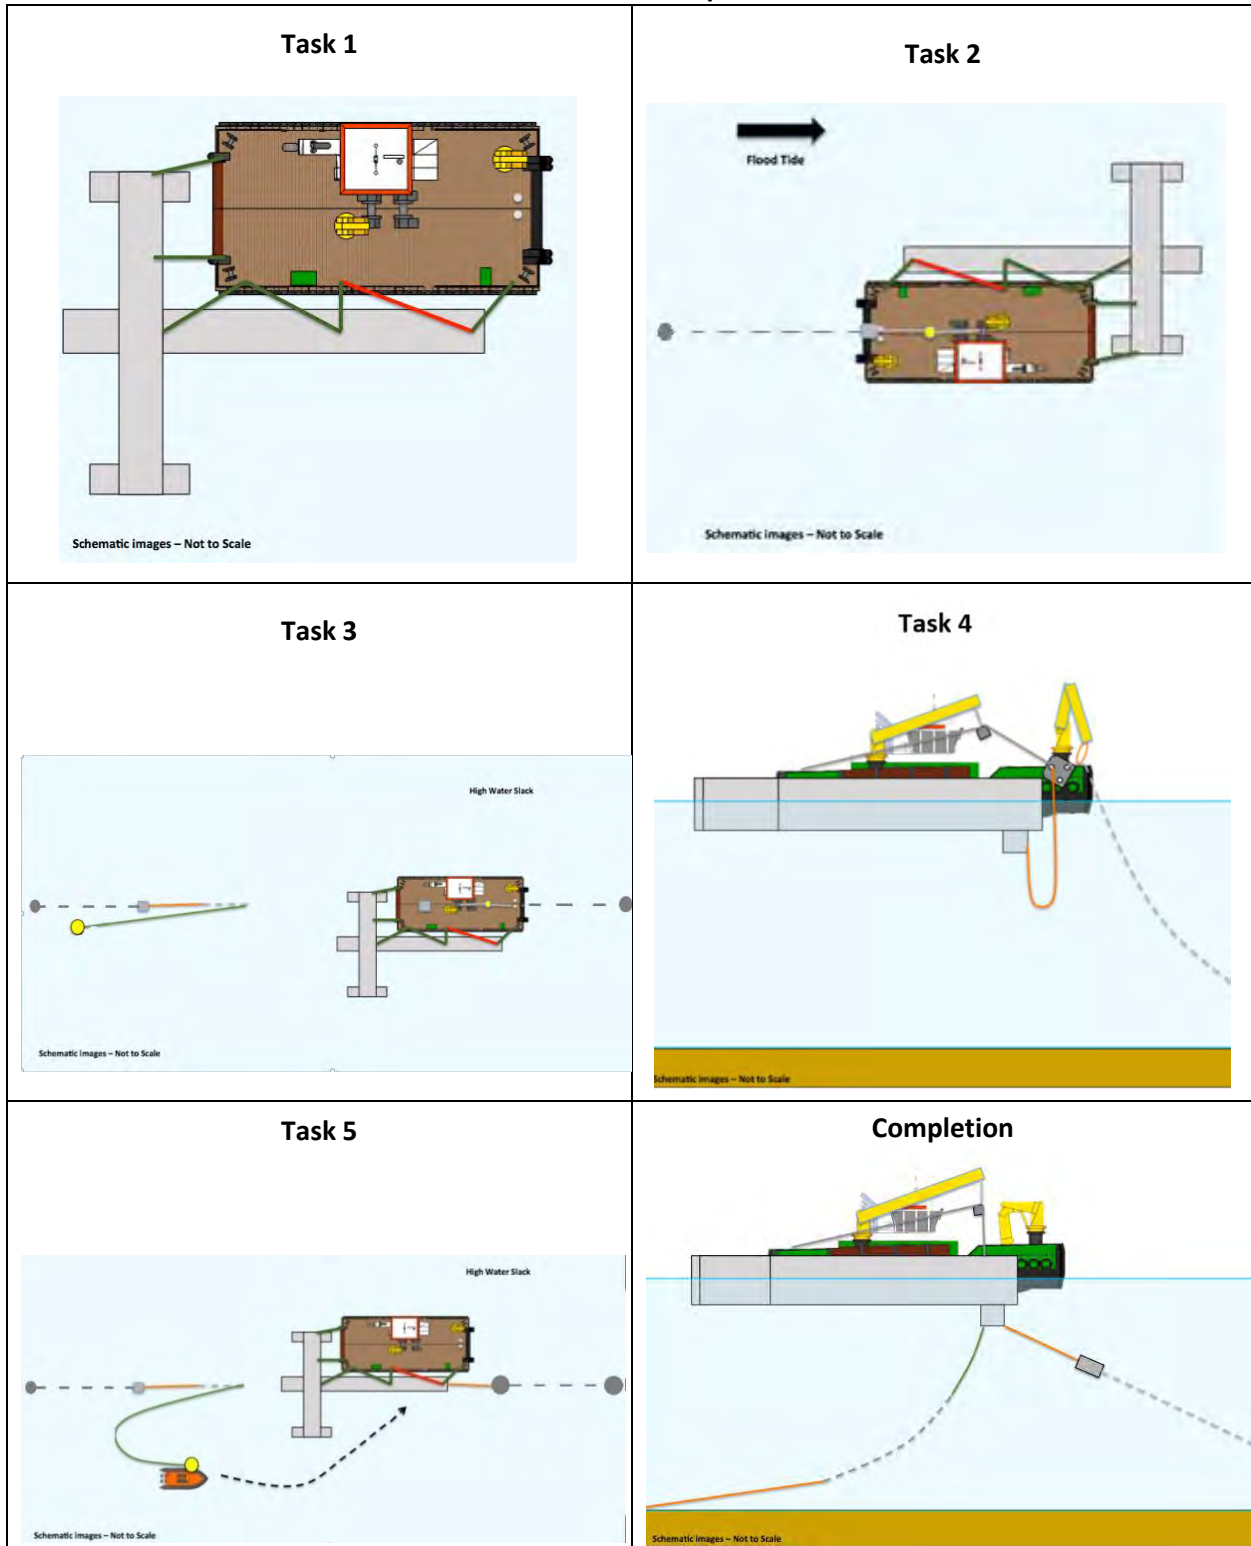 Task 1
Schematic images – Not to Scale
Task 2
Flood Tide
Schematic images – Not to Scale
Task 3
High Water Slack
Schematic images – Not to Scale
Task 4
Schematic images – Not to Scale
Task 5
High Water Slack
Schematic images – Not to Scale
Completion
Schematic images – Not to Scale